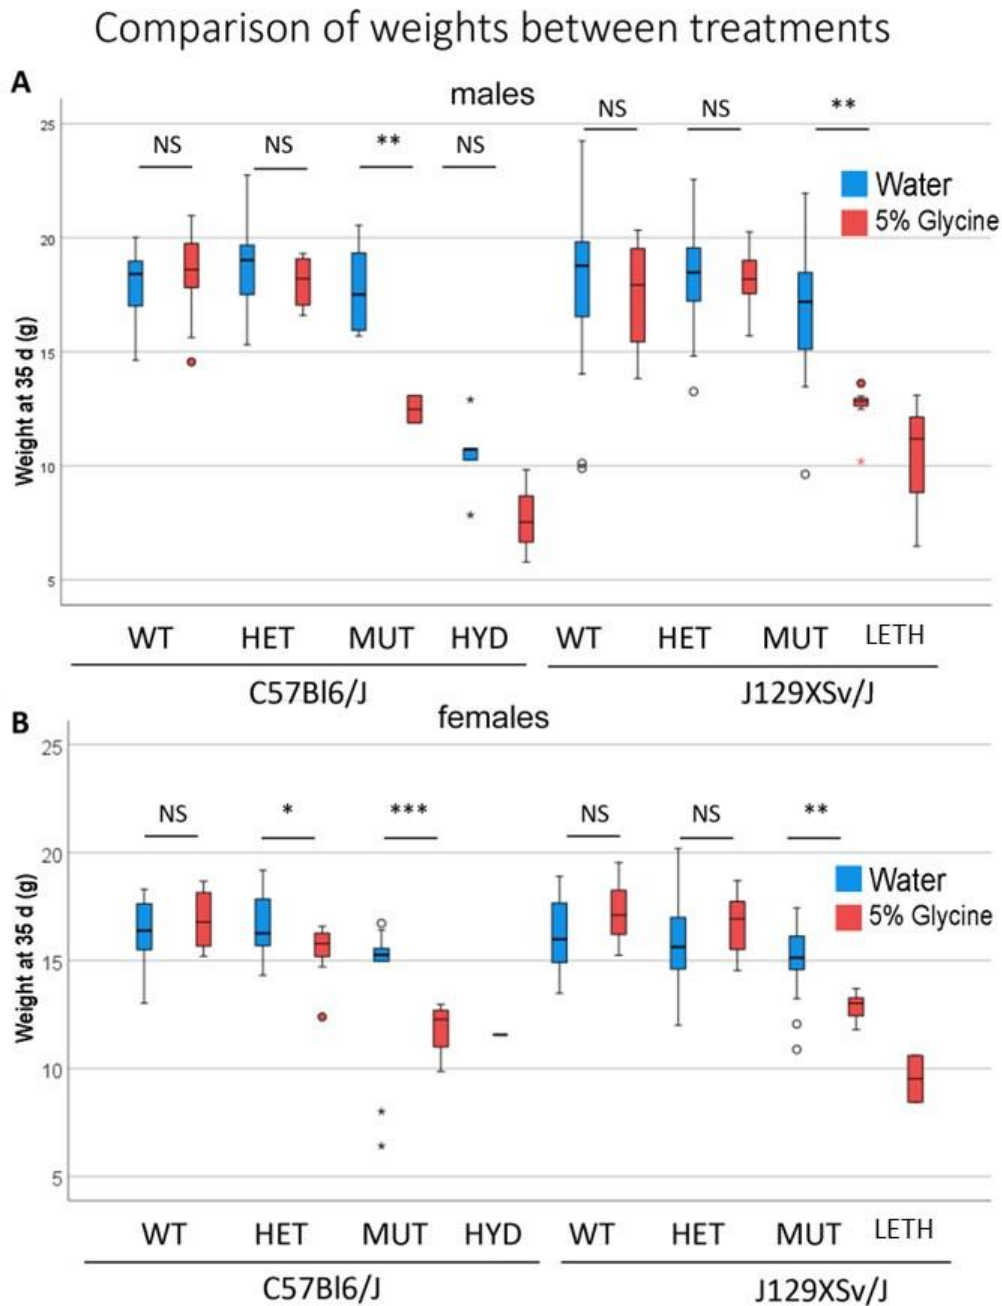 Comparison of weights between treatments
A
males
25
20
15
10
5
Weight at 35 d (g)
NS
NS
**
NS
NS
NS
**
Water
5% Glycine
WT HET MUT HYD WT HET MUT LETH
C57Bl6/J J129XSv/J
B
females
25
20
15
10
5
Weight at 35 d (g)
NS
*
***
NS
NS
**
Water
5% Glycine
WT HET MUT HYD WT HET MUT LETH
C57Bl6/J J129XSv/J